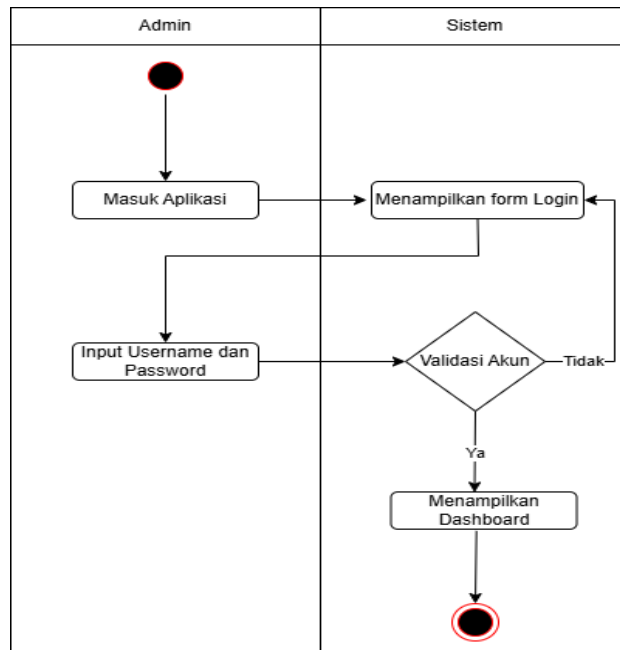 Admin
Sistem
Masuk Aplikasi
Menampilkan form Login
Input Username dan
Password
Validasi Akun
Tidak
Ya
Menampilkan
Dashboard